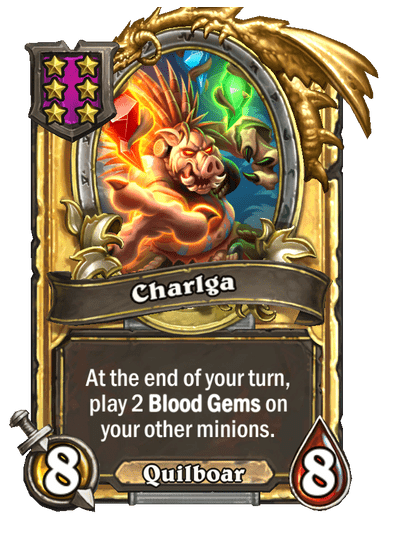 Charlga
At the end of your turn,
play 2 Blood Gems on
your other minions.
8
Quilboar
8